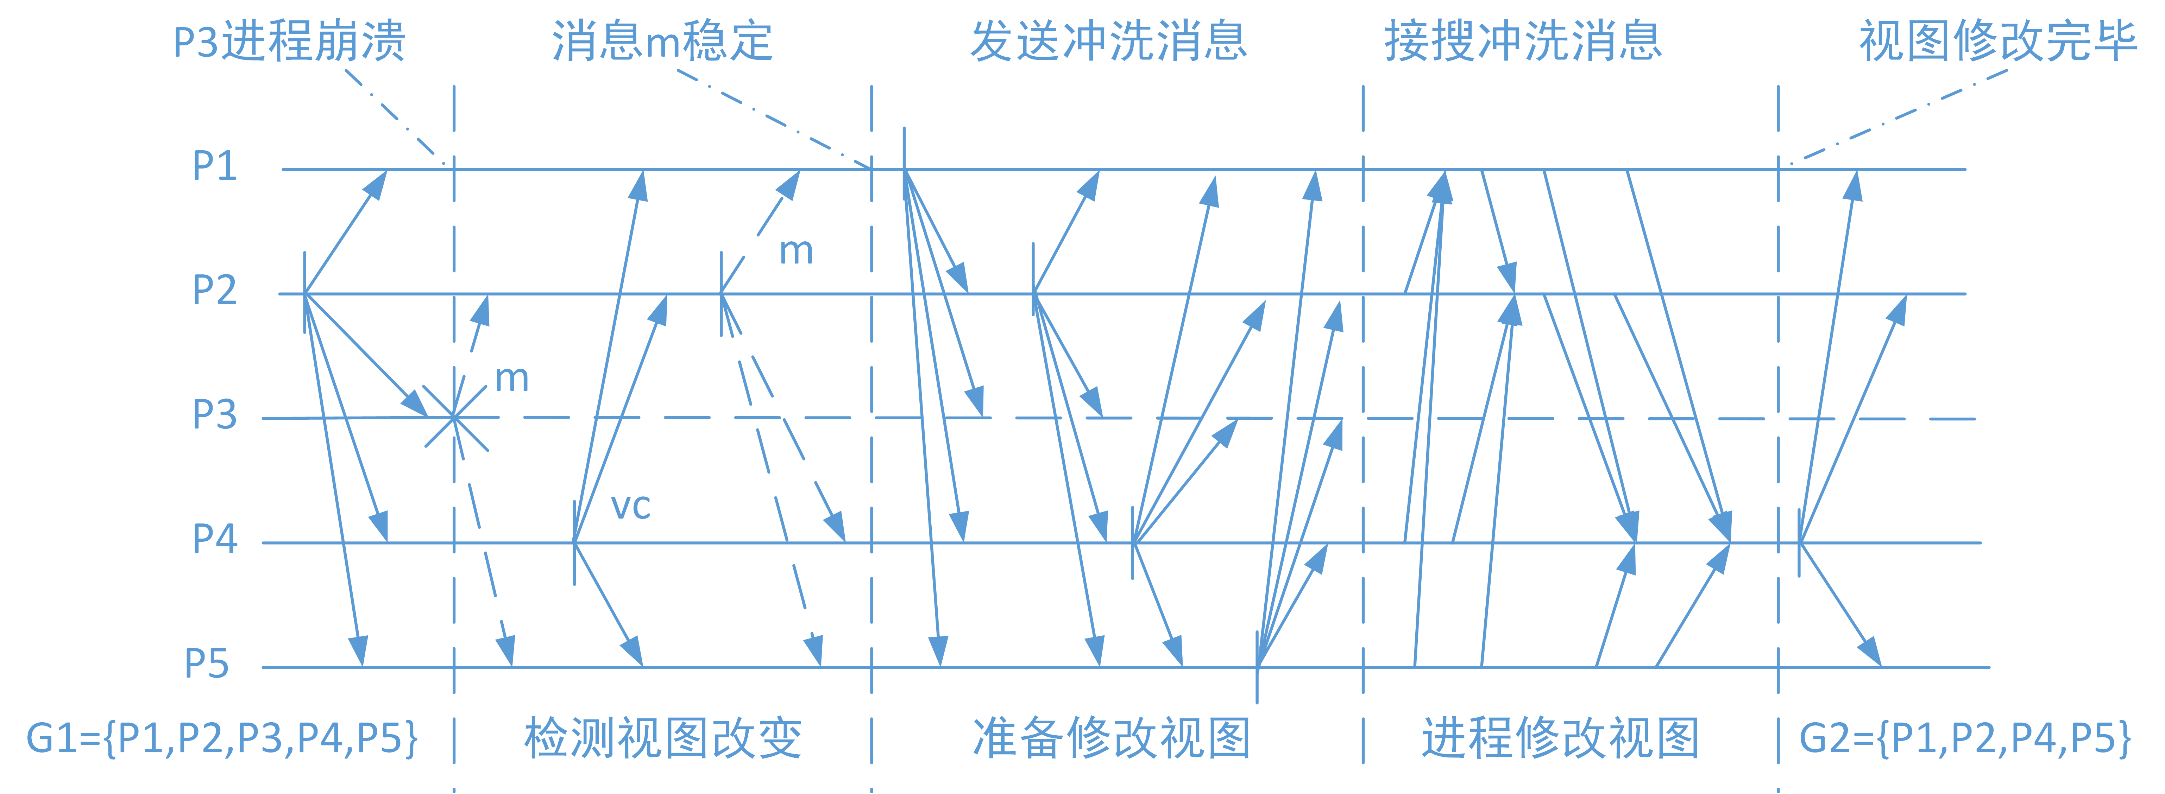 P3进程崩溃
消息m稳定
发送冲洗消息
接搜冲洗消息
视图修改完毕
P1
m
P2
m
P3
vc
P4
P5
G1={P1,P2,P3,P4,P5}
检测视图改变
准备修改视图
进程修改视图
G2={P1,P2,P4,P5}